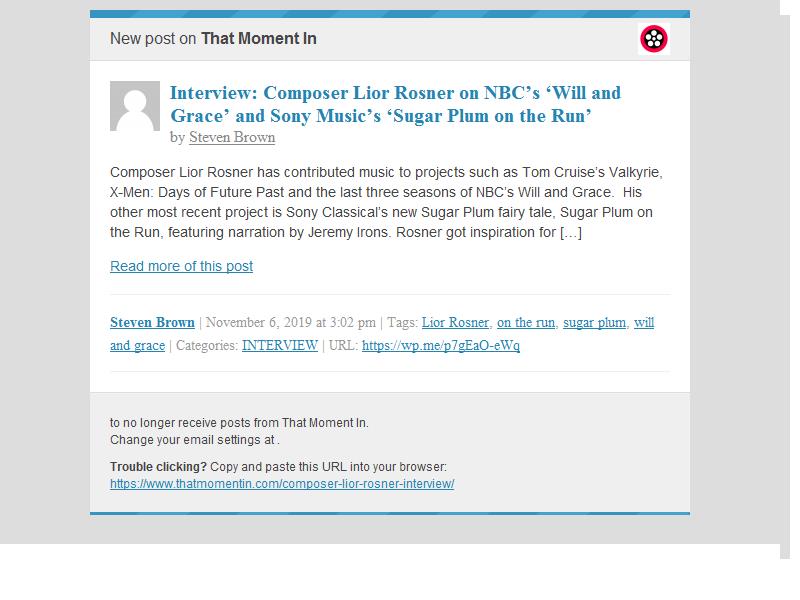 New post on That Moment In
Interview: Composer Lior Rosner on NBC’s ‘Will and
Grace’ and Sony Music’s ‘Sugar Plum on the Run’
by Steven Brown
Composer Lior Rosner has contributed music to projects such as Tom Cruise’s Valkyrie,
X-Men: Days of Future Past and the last three seasons of NBC’s Will and Grace.  His
other most recent project is Sony Classical’s new Sugar Plum fairy tale, Sugar Plum on
the Run, featuring narration by Jeremy Irons. Rosner got inspiration for […]
Read more of this post
Steven Brown | November 6, 2019 at 3:02 pm | Tags: Lior Rosner, on the run, sugar plum, will
and grace | Categories: INTERVIEW | URL: https://wp.me/p7gEaO-eWq
to no longer receive posts from That Moment In.
Change your email settings at .
Trouble clicking? Copy and paste this URL into your browser:
https://www.thatmomentin.com/composer-lior-rosner-interview/